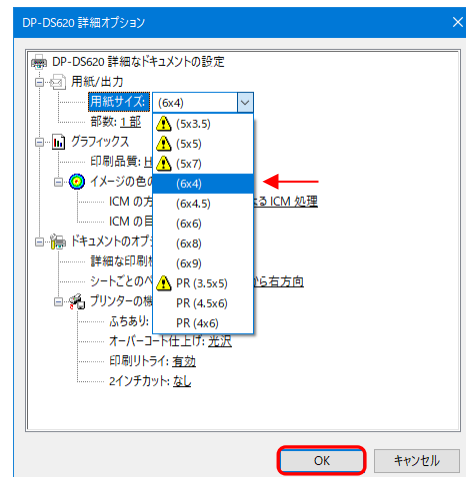 DP-DS620 詳細オプション
DP-DS620 詳細なドキュメントの設定
用紙/出力
用紙サイズ: (6x4)
部数: 1 部
(5x3.5)
(5x5)
(5x7)
(6x4)
(6x4.5)
(6x6)
(6x8)
(6x9)
PR (3.5x5)
PR (4.5x6)
PR (4x6)
グラフィックス
印刷品質: H
イメージの色の
ICM の方 るICM 処理
ICM の目
ドキュメントのオプ
詳細な印刷
シートごとのペ から右方向
プリンターの機
ふちあり:
オーバーコート仕上げ: 光沢
印刷リトライ: 有効
2インチカット: なし
OK
キャンセル